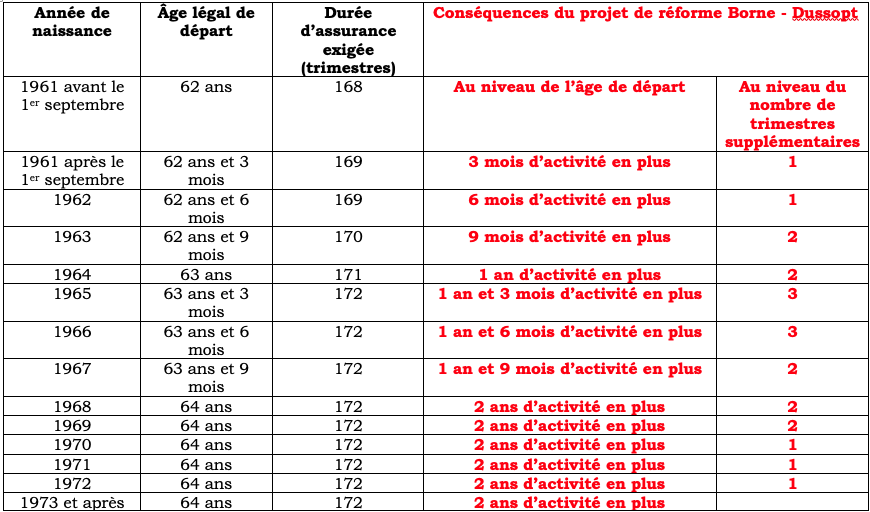 Année de naissance | Âge légal de départ | Durée d’assurance exigée (trimestres) | Conséquences du projet de réforme Borne - Dussopt
1961 avant le 1er septembre | 62 ans | 168 | Au niveau de l’âge de départ | Au niveau du nombre de trimestres supplémentaires
1961 après le 1er septembre | 62 ans et 3 mois | 169 | 3 mois d’activité en plus | 1
1962 | 62 ans et 6 mois | 169 | 6 mois d’activité en plus | 1
1963 | 62 ans et 9 mois | 170 | 9 mois d’activité en plus | 2
1964 | 63 ans | 171 | 1 an d’activité en plus | 2
1965 | 63 ans et 3 mois | 172 | 1 an et 3 mois d’activité en plus | 3
1966 | 63 ans et 6 mois | 172 | 1 an et 6 mois d’activité en plus | 3
1967 | 63 ans et 9 mois | 172 | 1 an et 9 mois d’activité en plus | 2
1968 | 64 ans | 172 | 2 ans d’activité en plus | 2
1969 | 64 ans | 172 | 2 ans d’activité en plus | 2
1970 | 64 ans | 172 | 2 ans d’activité en plus | 1
1971 | 64 ans | 172 | 2 ans d’activité en plus | 1
1972 | 64 ans | 172 | 2 ans d’activité en plus | 1
1973 et après | 64 ans | 172 | 2 ans d’activité en plus